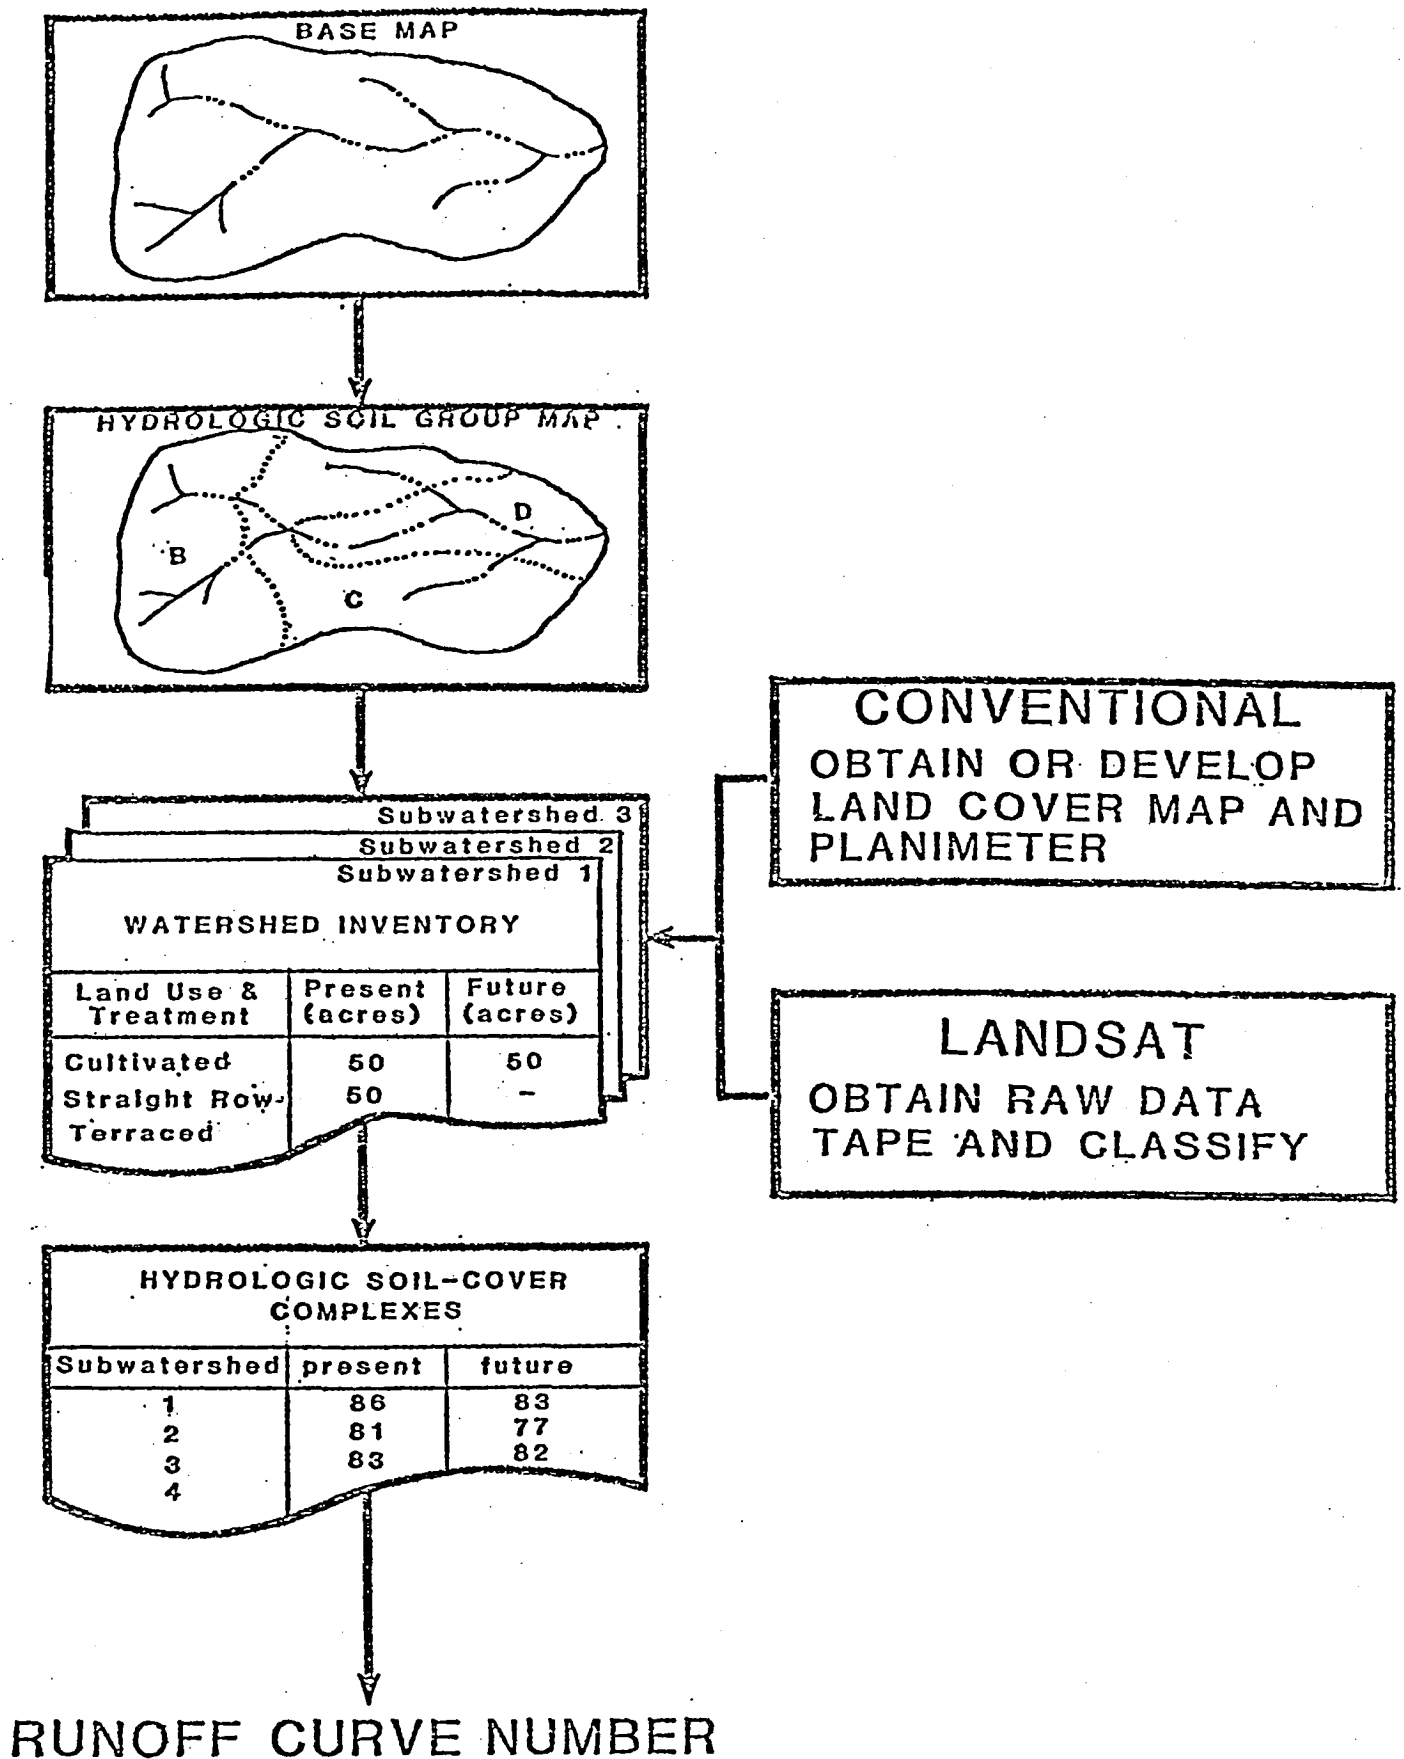 BASE MAP
HYDROLOGIC SOIL GROUP MAP
B
D
C
Subwatershed 3
Subwatershed 2
Subwatershed 1
WATERSHED INVENTORY
Land Use & Present Future
Treatment (acres) (acres)
Cultivated 50 50
Straight Row- 50 -
Terraced
CONVENTIONAL
OBTAIN OR DEVELOP
LAND COVER MAP AND
PLANIMETER
LANDSAT
OBTAIN RAW DATA
TAPE AND CLASSIFY
HYDROLOGIC SOIL-COVER
COMPLEXES
Subwatershed present future
1 86 83
2 81 77
3 83 82
4
RUNOFF CURVE NUMBER